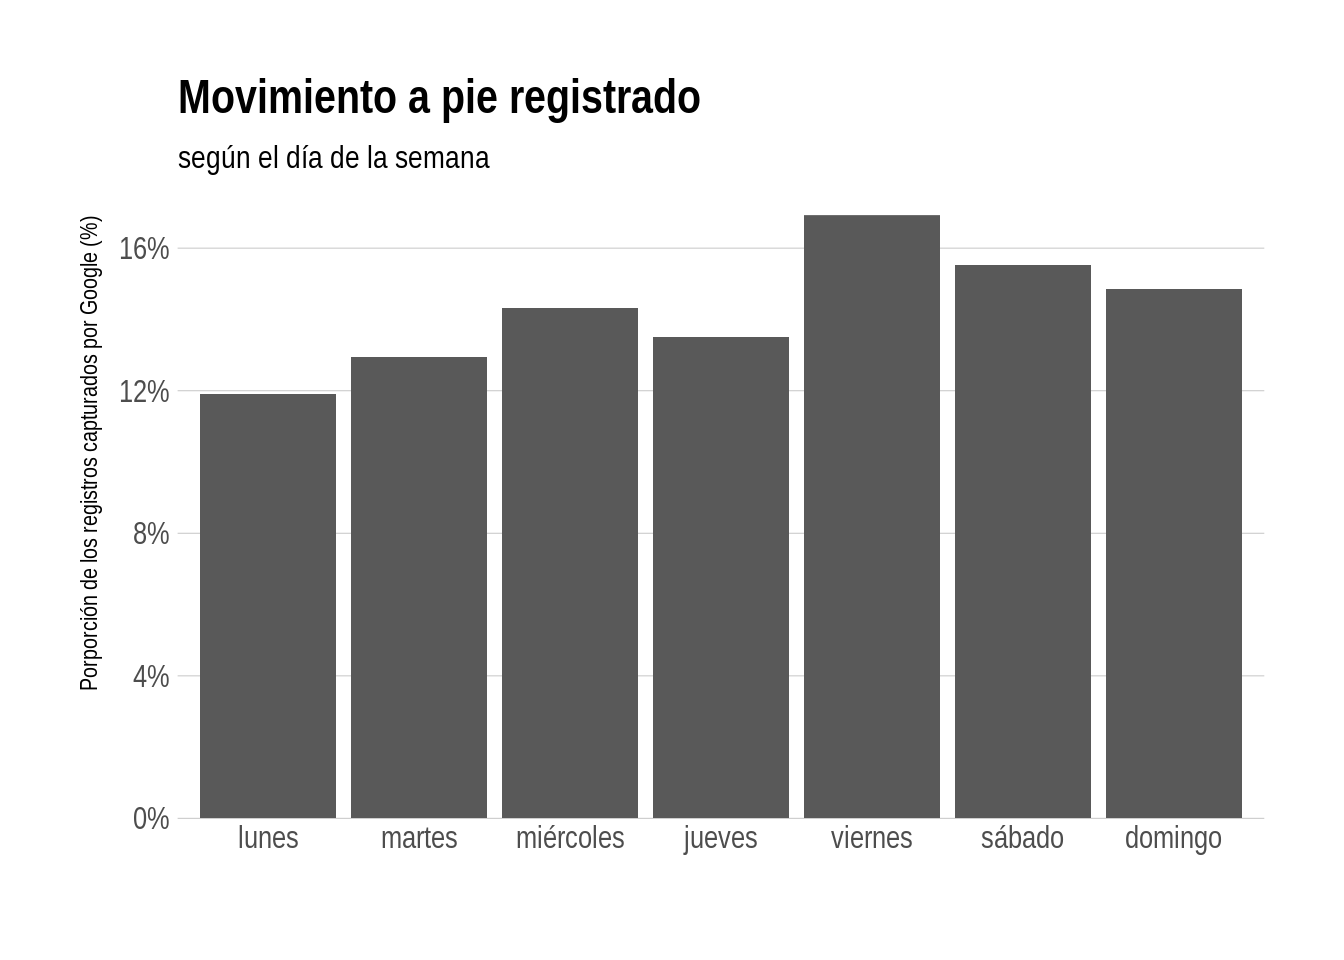 Movimiento a pie registrado
según el día de la semana
Porporción de los registros capturados por Google (%)
16%
12%
8%
4%
0%
lunes martes miércoles jueves viernes sábado domingo